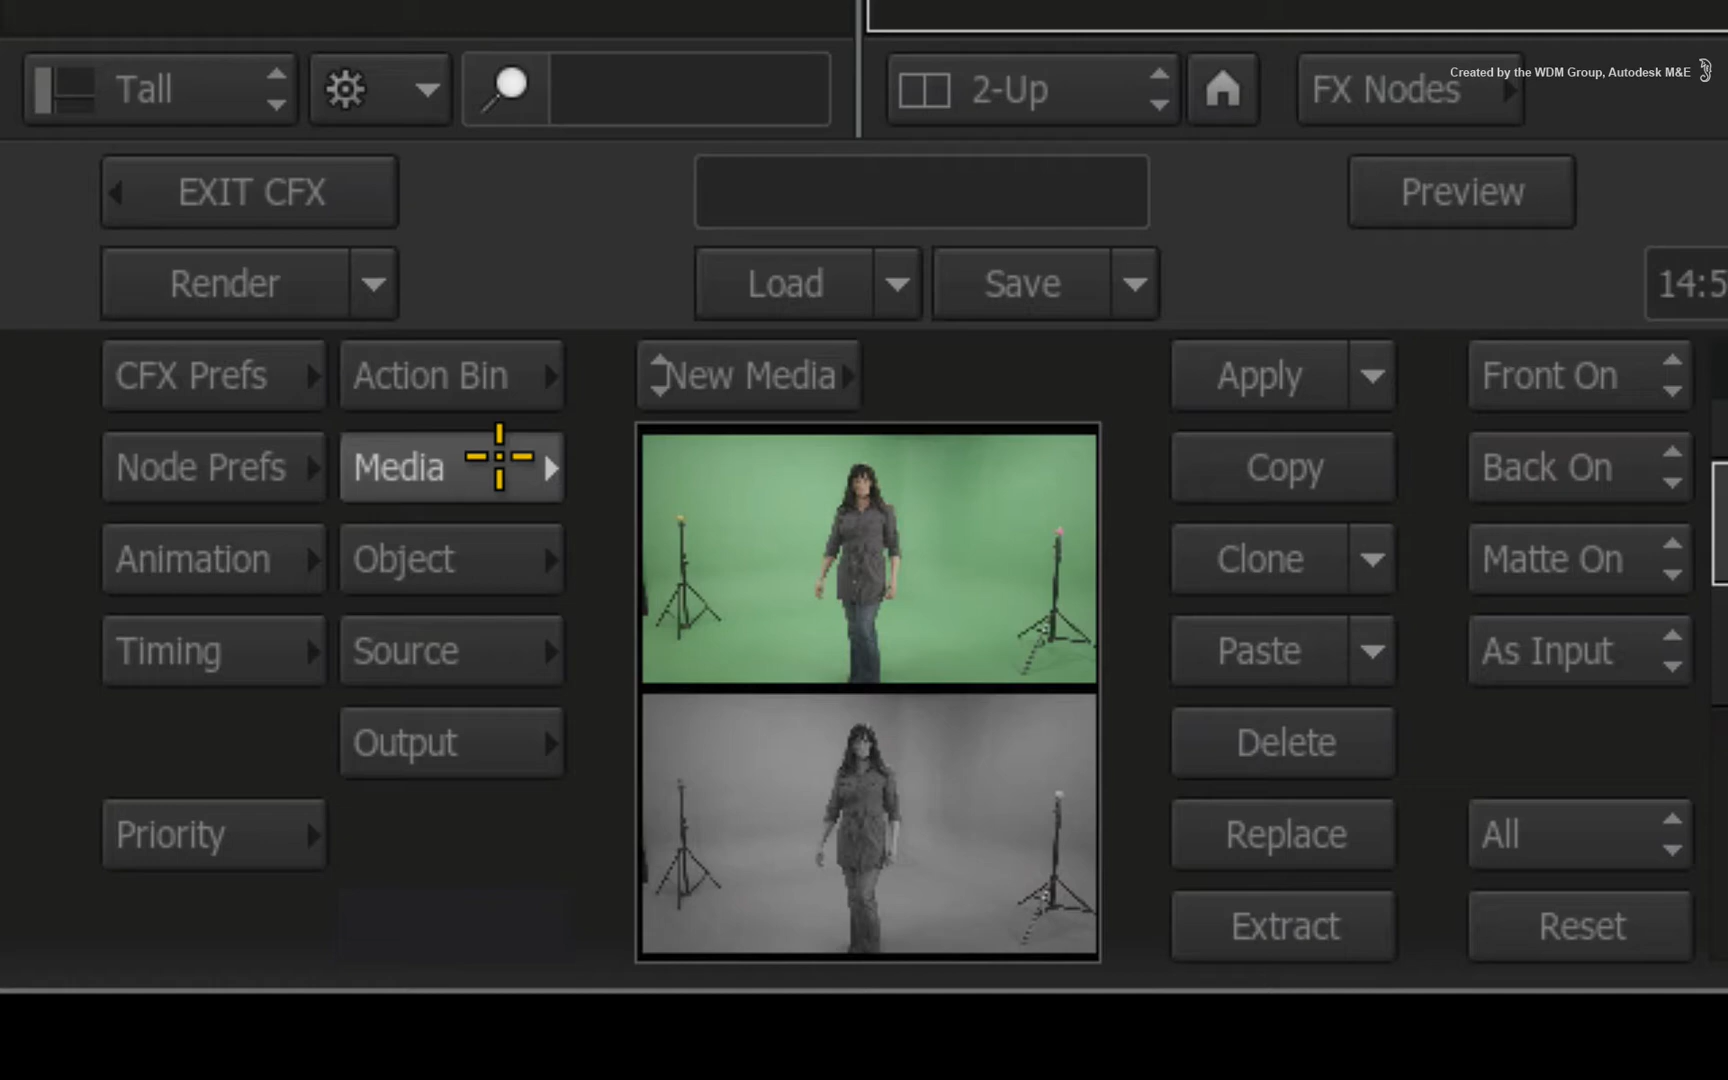 Tall
2-Up
FX Nodes
Created by the WDM Group, Autodesk M&E
EXIT CFX
Preview
Render
Load
Save
14:5
CFX Prefs
Action Bin
New Media
Apply
Front On
Node Prefs
Media
Copy
Back On
Animation
Object
Clone
Matte On
Timing
Source
Paste
As Input
Output
Delete
Priority
Replace
All
Extract
Reset